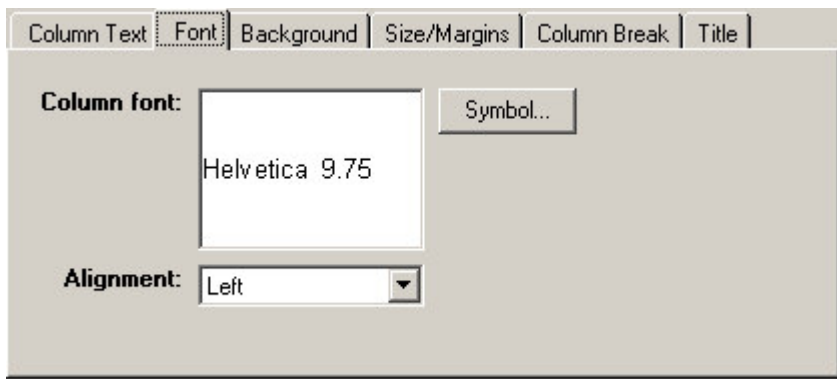 Column Text Font Background Size/Margins Column Break Title
Column font: Symbol...
Helvetica 9.75
Alignment: Left